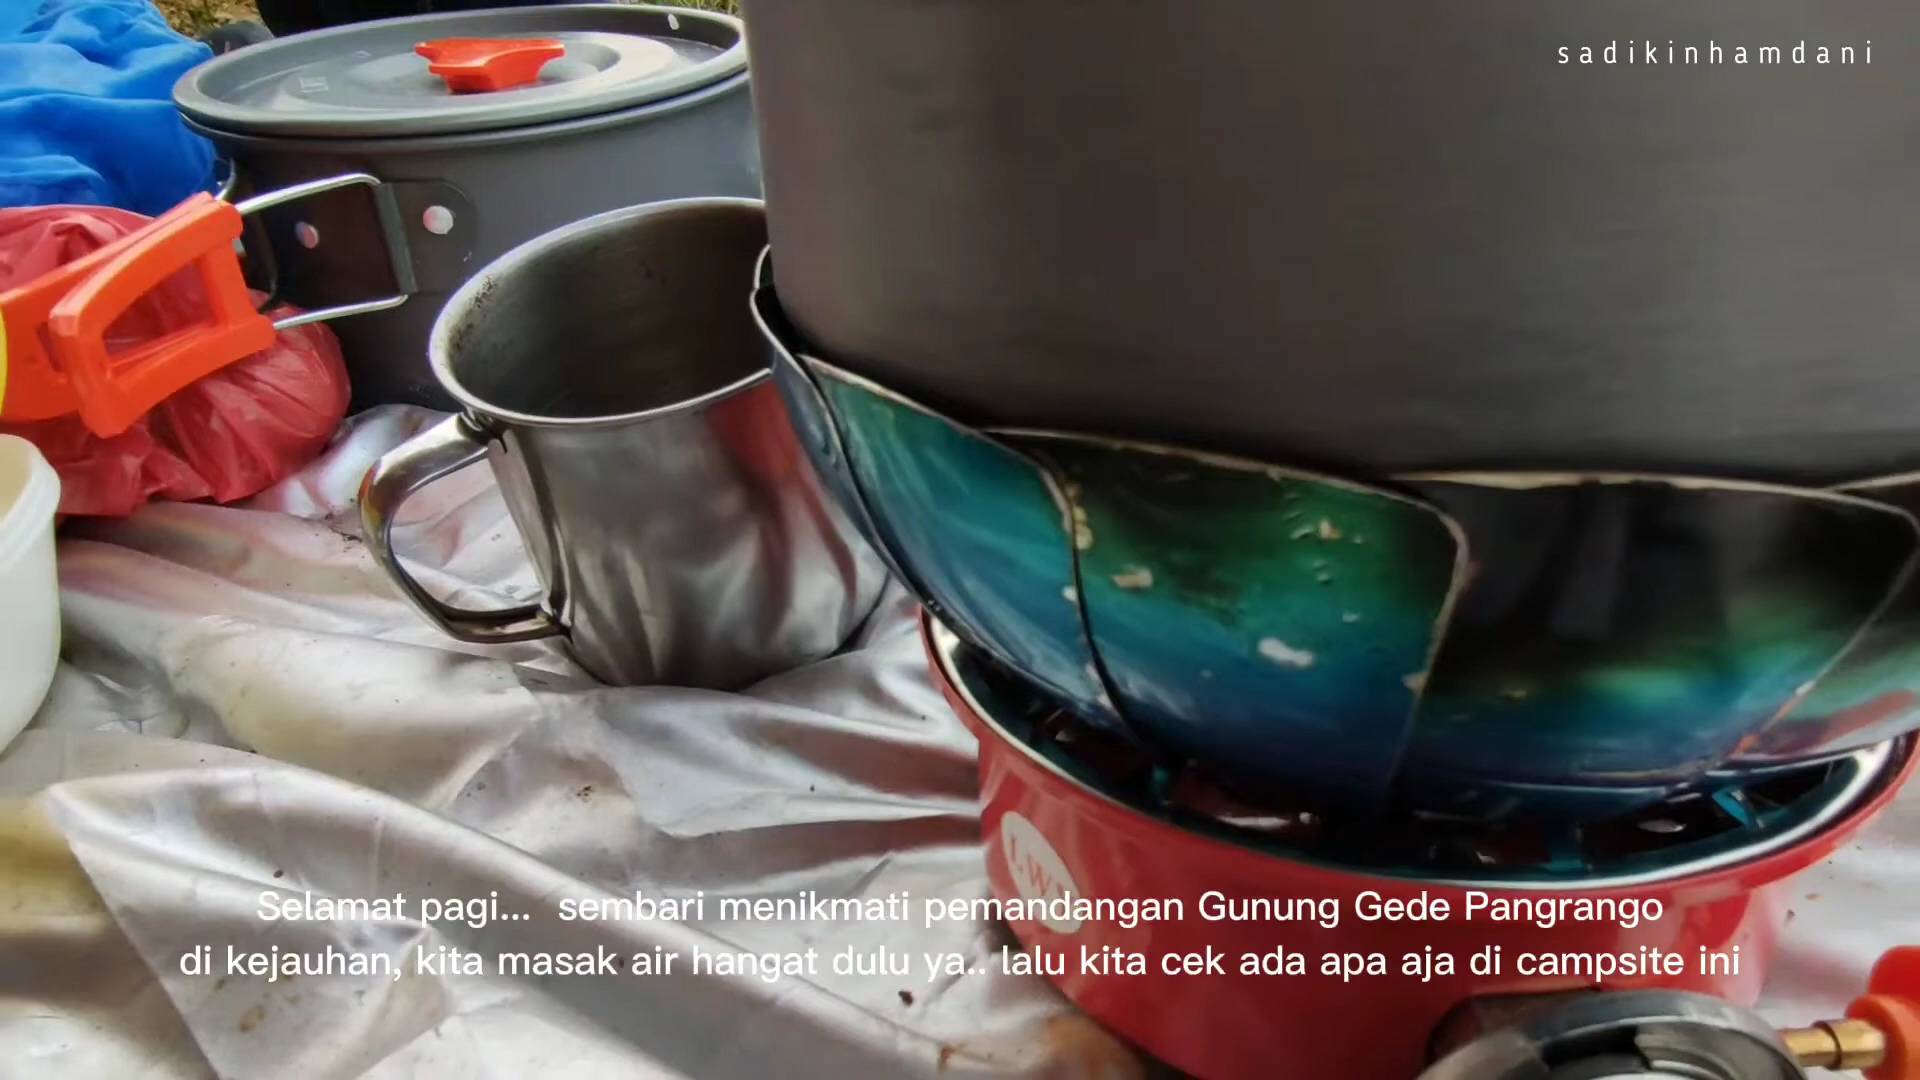 sadikinhamdani
Selamat pagi... sembari menikmati pemandangan Gunung Gede Pangrango
di kejauhan, kita masak air hangat dulu ya.. lalu kita cek ada apa aja di campsite ini